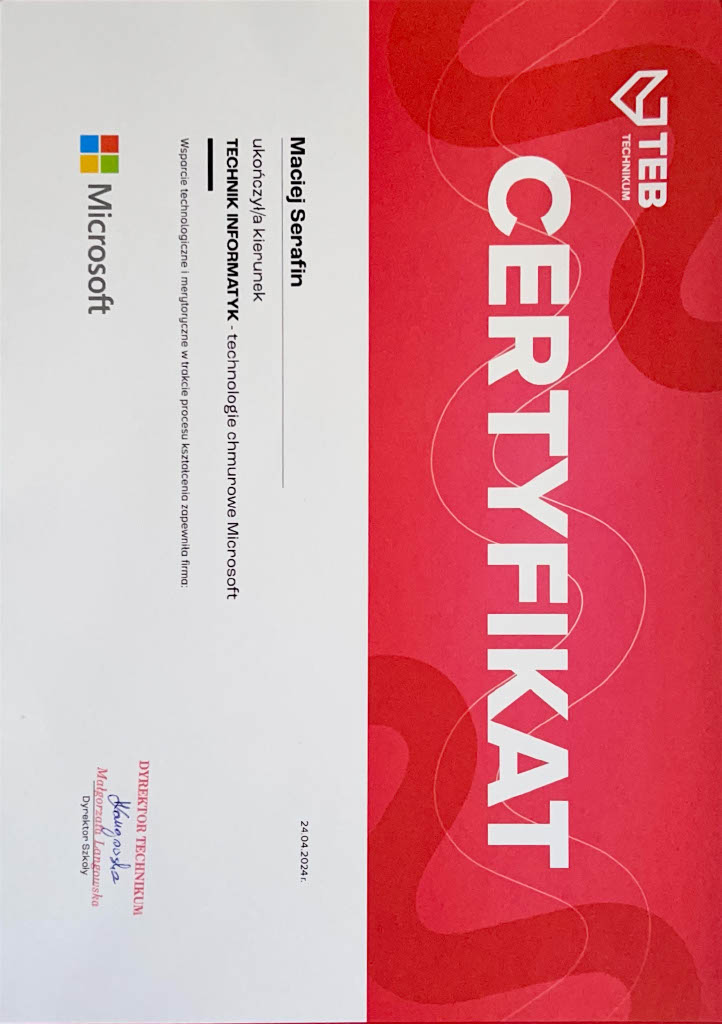 TEB
TECHNIKUM
CERTYFIKAT
24.04.2024 r.
Maciej Serafin
ukończył/a kierunek
TECHNIK INFORMATYK - technologie chmurowe Microsoft
Wsparcie technologiczne i merytoryczne w trakcie procesu kształcenia zapewniła firma:
Microsoft
DYREKTOR TECHNIKUM
Langowska
Małgorzata Langowska
Dyrektor Szkoły